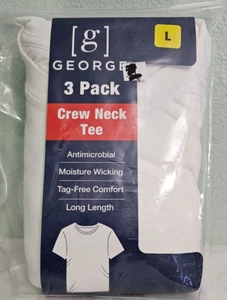 [g]
L
GEORGE
3 Pack
Crew Neck
Tee
Antimicrobial
Moisture Wicking
Tag-Free Comfort
Long Length